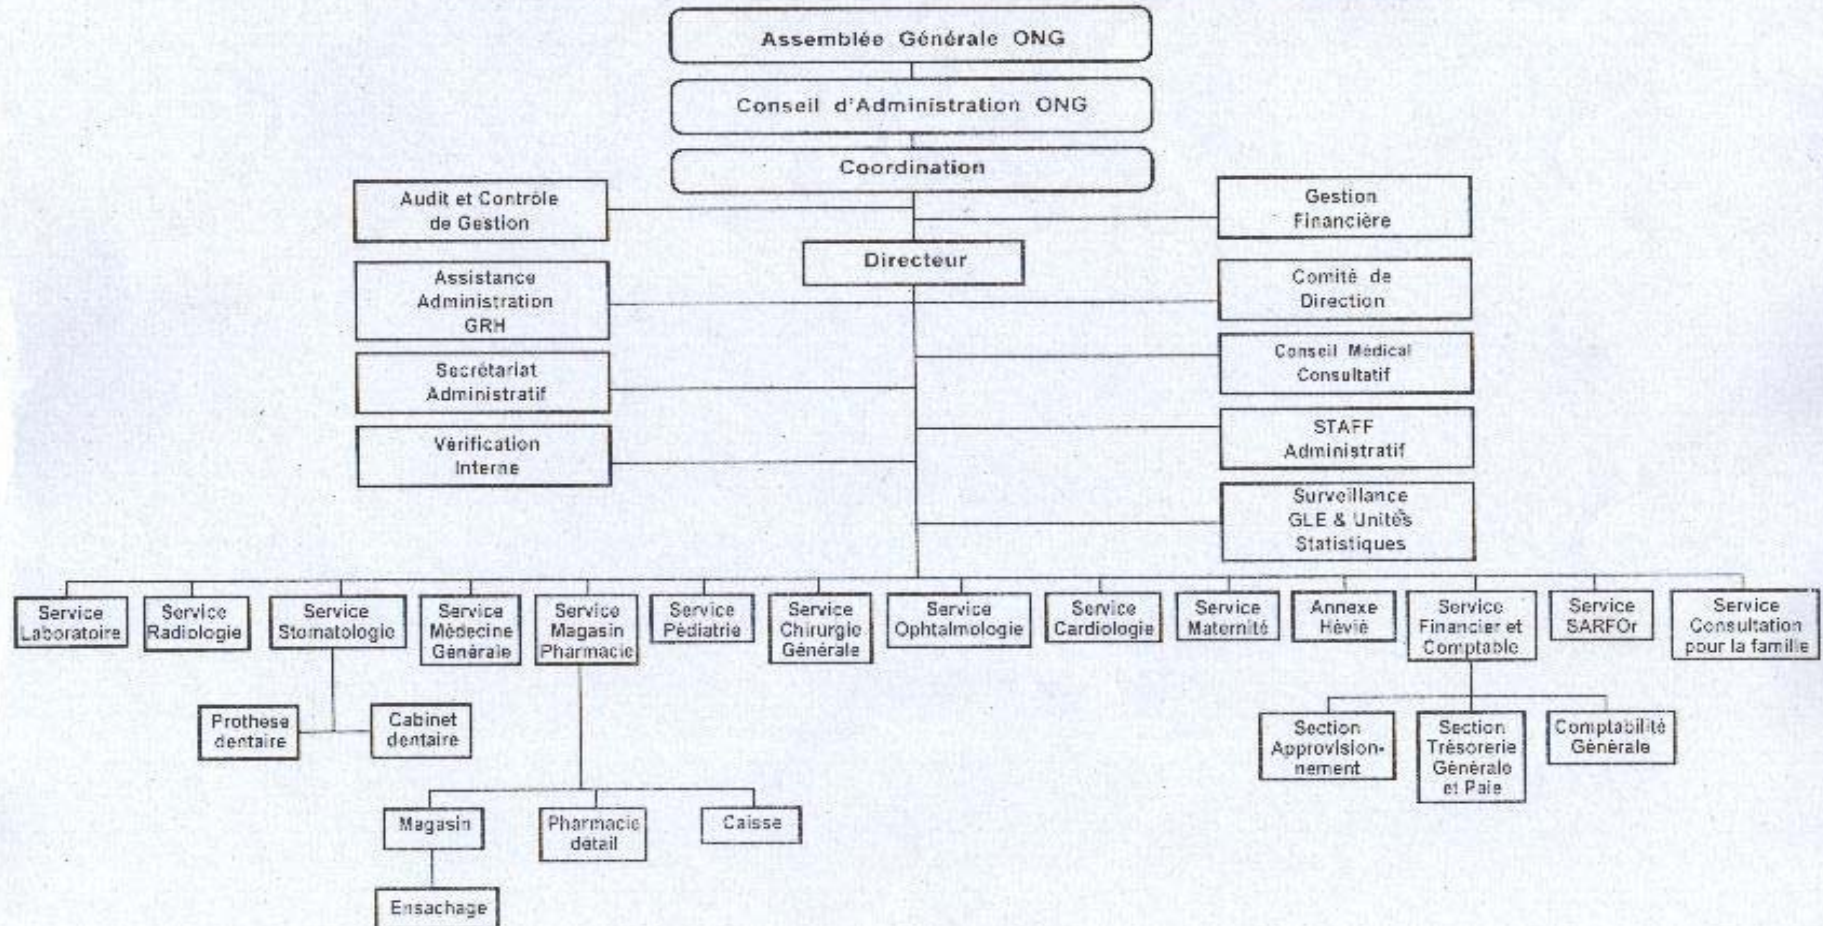 Assemblée Générale ONG
Conseil d'Administration ONG
Coordination
Audit et Contrôle
de Gestion
Gestion
Financière
Directeur
Assistance
Administration
GRH
Comité de
Direction
Secrétariat
Administratif
Conseil Médical
Consultatif
Vérification
Interne
STAFF
Administratif
Surveillance
GLE & Unités
Statistiques
Service
Laboratoire
Service
Radiologie
Service
Stomatologie
Service
Médecine
Générale
Service
Magasin
Pharmacie
Service
Pédiatrie
Service
Chirurgie
Générale
Service
Ophtalmologie
Service
Cardiologie
Service
Maternité
Annexe
Hévié
Service
Financier et
Comptable
Service
SARFOr
Service
Consultation
pour la famille
Prothese
dentaire
Cabinet
dentaire
Section
Approvision-
nement
Section
Trésorerie
Générale
et Paie
Comptabilité
Générale
Magasin
Pharmacie
détail
Caisse
Ensachage